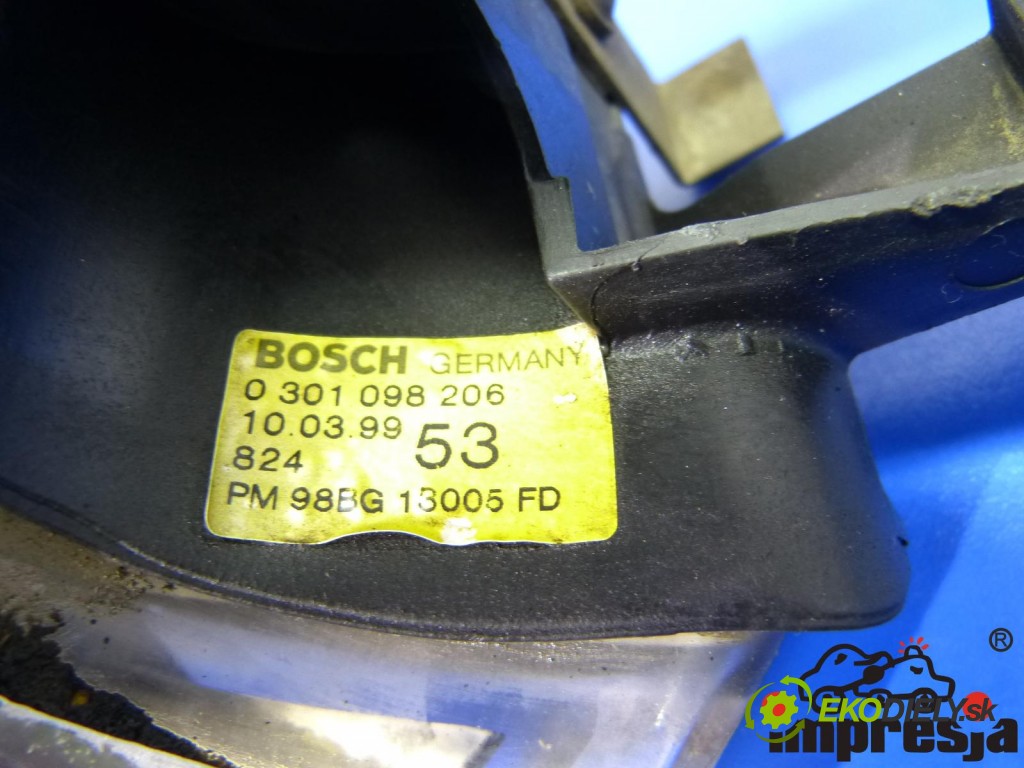 BOSCH GERMANY
0 301 098 206
10.03.99 53
824
PM 98BG 13005 FD
®
EKODIELY.sk
impresja